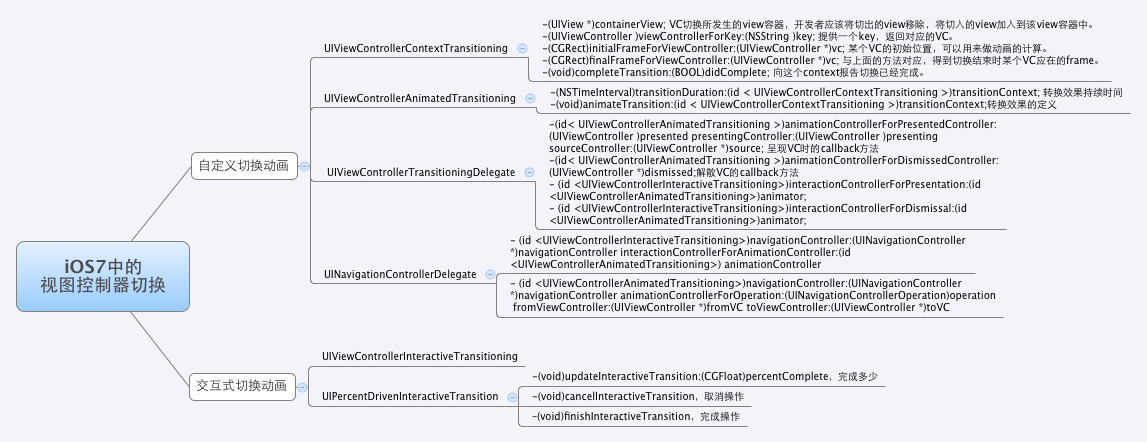 iOS7中的
视图控制器切换
自定义切换动画
UIViewControllerContextTransitioning
-(UIView *)containerView; VC切换所发生的view容器，开发者应该将切出的view移除，将切入的view加入到该view容器中。
-(UIViewController )viewControllerForKey:(NSString )key; 提供一个key，返回对应的VC。
-(CGRect)initialFrameForViewController:(UIViewController *)vc; 某个VC的初始位置，可以用来做动画的计算。
-(CGRect)finalFrameForViewController:(UIViewController *)vc; 与上面的方法对应，得到切换结束时某个VC应在的frame。
-(void)completeTransition:(BOOL)didComplete; 向这个context报告切换已经完成。
UIViewControllerAnimatedTransitioning
-(NSTimeInterval)transitionDuration:(id < UIViewControllerContextTransitioning >)transitionContext; 转换效果持续时间
-(void)animateTransition:(id < UIViewControllerContextTransitioning >)transitionContext;转换效果的定义
UIViewControllerTransitioningDelegate
-(id< UIViewControllerAnimatedTransitioning >)animationControllerForPresentedController:
(UIViewController )presented presentingController:(UIViewController )presenting
sourceController:(UIViewController *)source; 呈现VC时的callback方法
-(id< UIViewControllerAnimatedTransitioning >)animationControllerForDismissedController:
(UIViewController *)dismissed;解散VC的callback方法
- (id <UIViewControllerInteractiveTransitioning>)interactionControllerForPresentation:(id
<UIViewControllerAnimatedTransitioning>)animator;
- (id <UIViewControllerInteractiveTransitioning>)interactionControllerForDismissal:(id
<UIViewControllerAnimatedTransitioning>)animator;
UINavigationControllerDelegate
- (id <UIViewControllerInteractiveTransitioning>)navigationController:(UINavigationController
*)navigationController interactionControllerForAnimationController:(id
<UIViewControllerAnimatedTransitioning>) animationController
- (id <UIViewControllerAnimatedTransitioning>)navigationController:(UINavigationController
*)navigationController animationControllerForOperation:(UINavigationControllerOperation)operation
fromViewController:(UIViewController *)fromVC toViewController:(UIViewController *)toVC
交互式切换动画
UIViewControllerInteractiveTransitioning
UIPercentDrivenInteractiveTransition
-(void)updateInteractiveTransition:(CGFloat)percentComplete，完成多少
-(void)cancelInteractiveTransition，取消操作
-(void)finishInteractiveTransition，完成操作